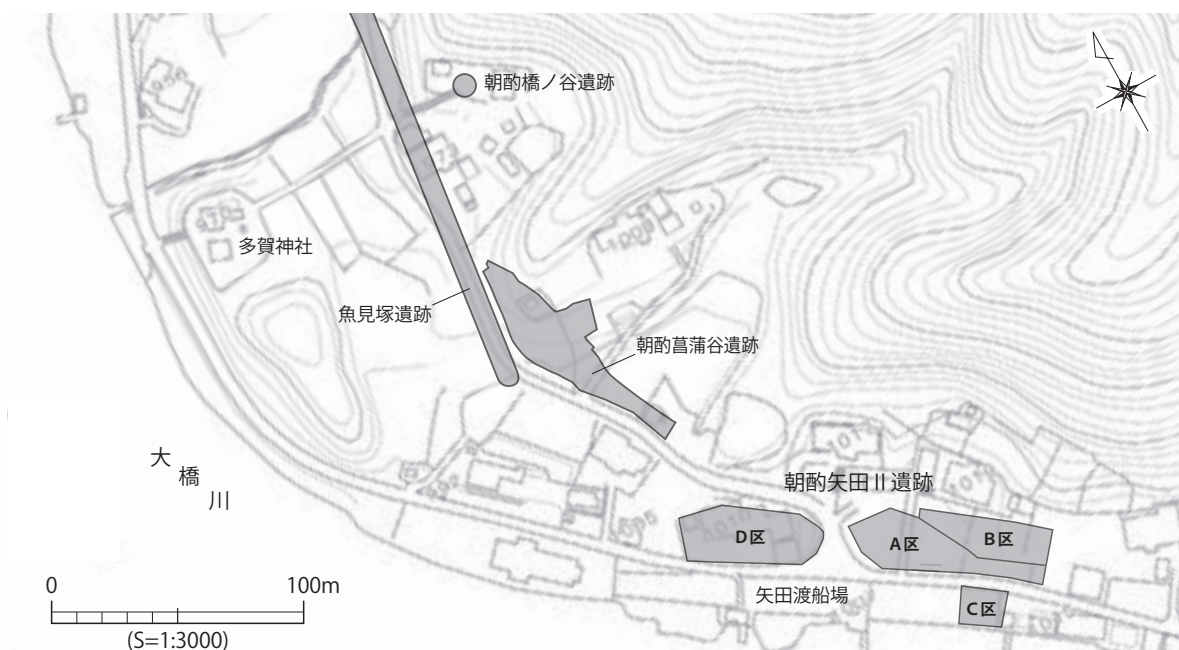 朝酌橋ノ谷遺跡
多賀神社
魚見塚遺跡
朝酌菖蒲谷遺跡
大橋川
朝酌矢田Ⅱ遺跡
D区
A区
B区
矢田渡船場
C区
0 100m
(S=1:3000)